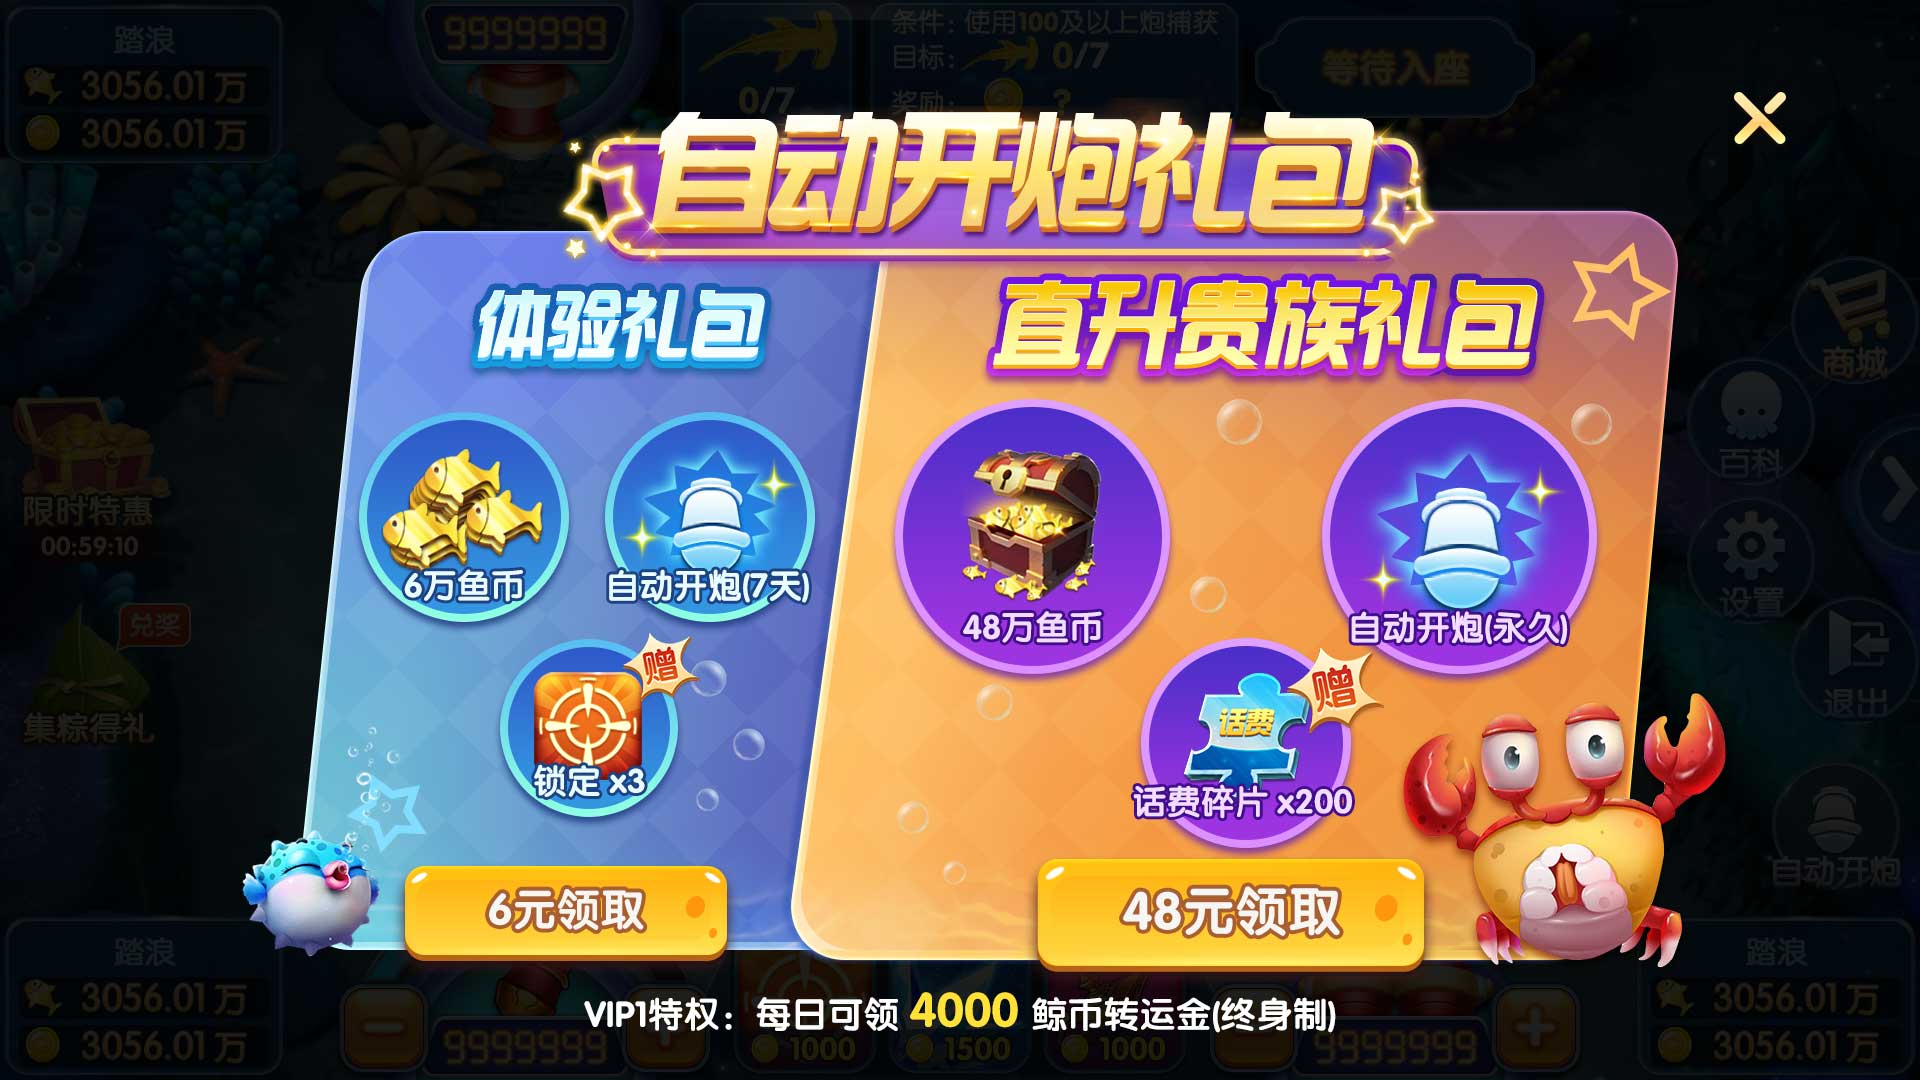 踏浪
3056.01万
3056.01万
9999999
0/7
条件：使用100及以上炮捕获
目标：
0/7
奖励：
?
等待入座
自动开炮礼包
体验礼包
直升贵族礼包
商城
百科
限时特惠
00:59:10
设置
兑奖
集粽得礼
退出
自动开炮
6万鱼币
自动开炮(7天)
锁定 x3
赠
48万鱼币
自动开炮(永久)
话费
赠
话费碎片 x200
6元领取
48元领取
VIP1特权：每日可领 4000 鲸币转运金(终身制)
踏浪
3056.01万
3056.01万
9999999
1000
1500
1000
9999999
踏浪
3056.01万
3056.01万